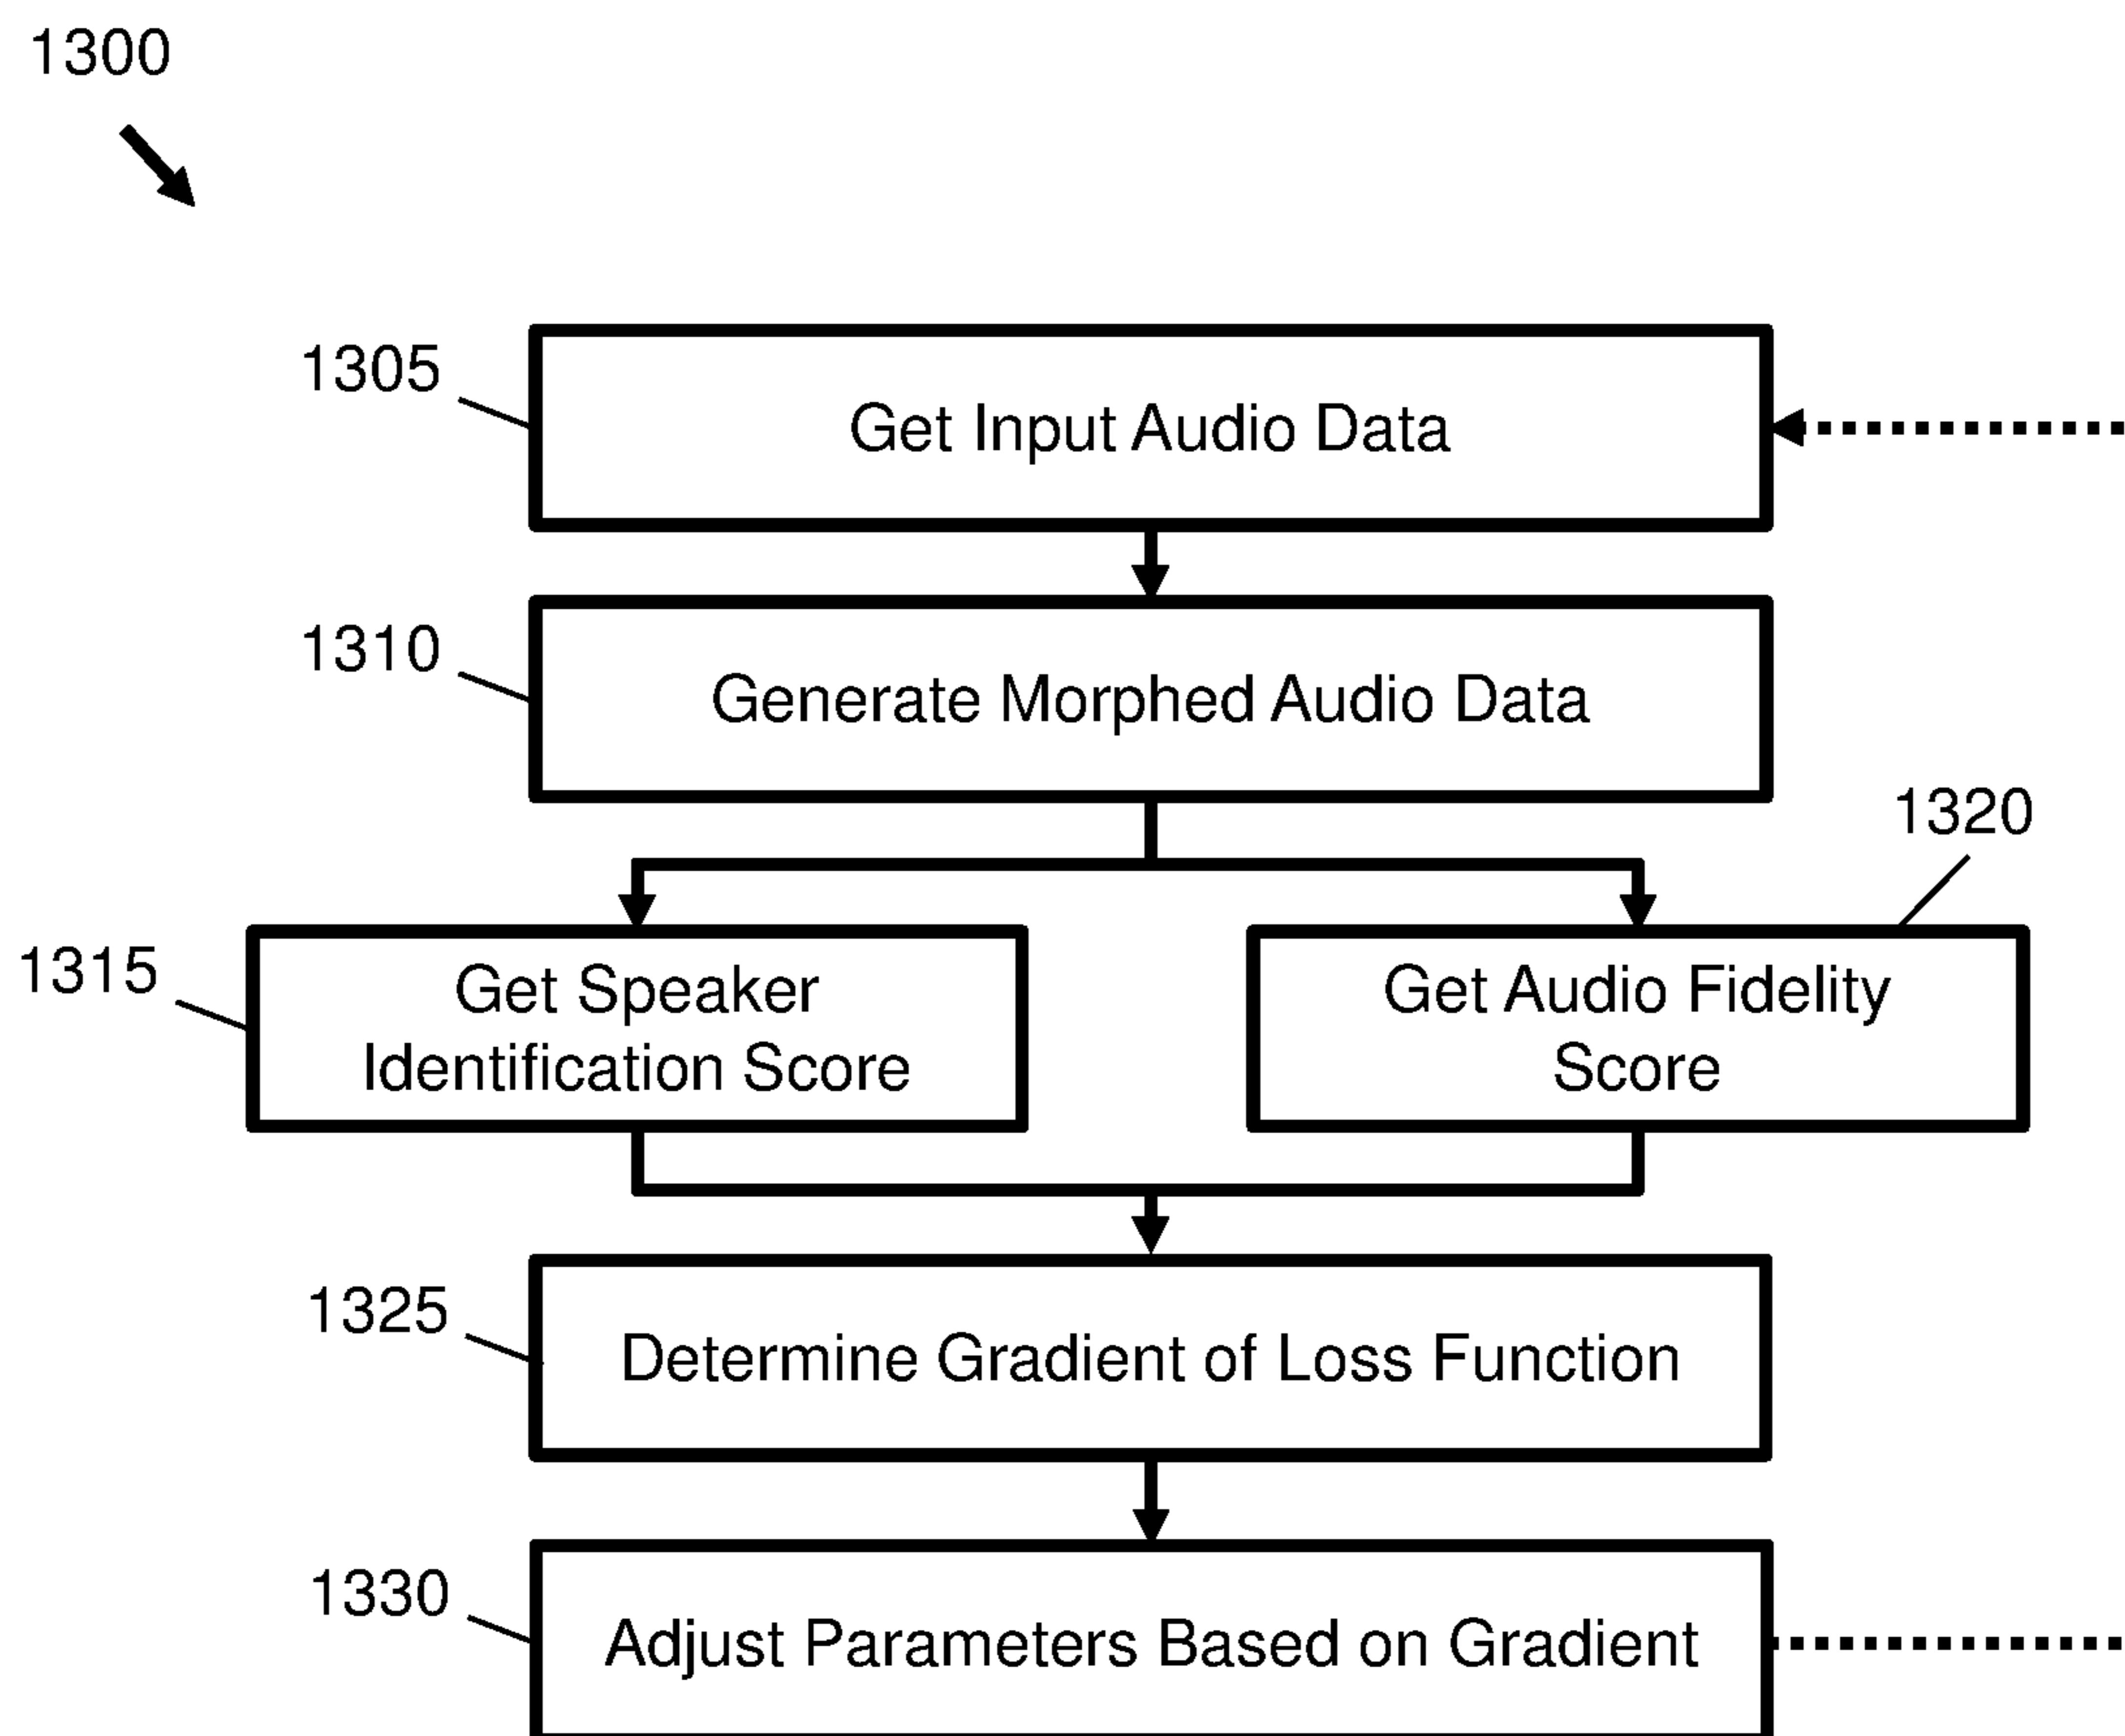 1300
1305
Get Input Audio Data
1310
Generate Morphed Audio Data
1320
1315
Get Speaker
Identification Score
Get Audio Fidelity
Score
1325
Determine Gradient of Loss Function
1330
Adjust Parameters Based on Gradient